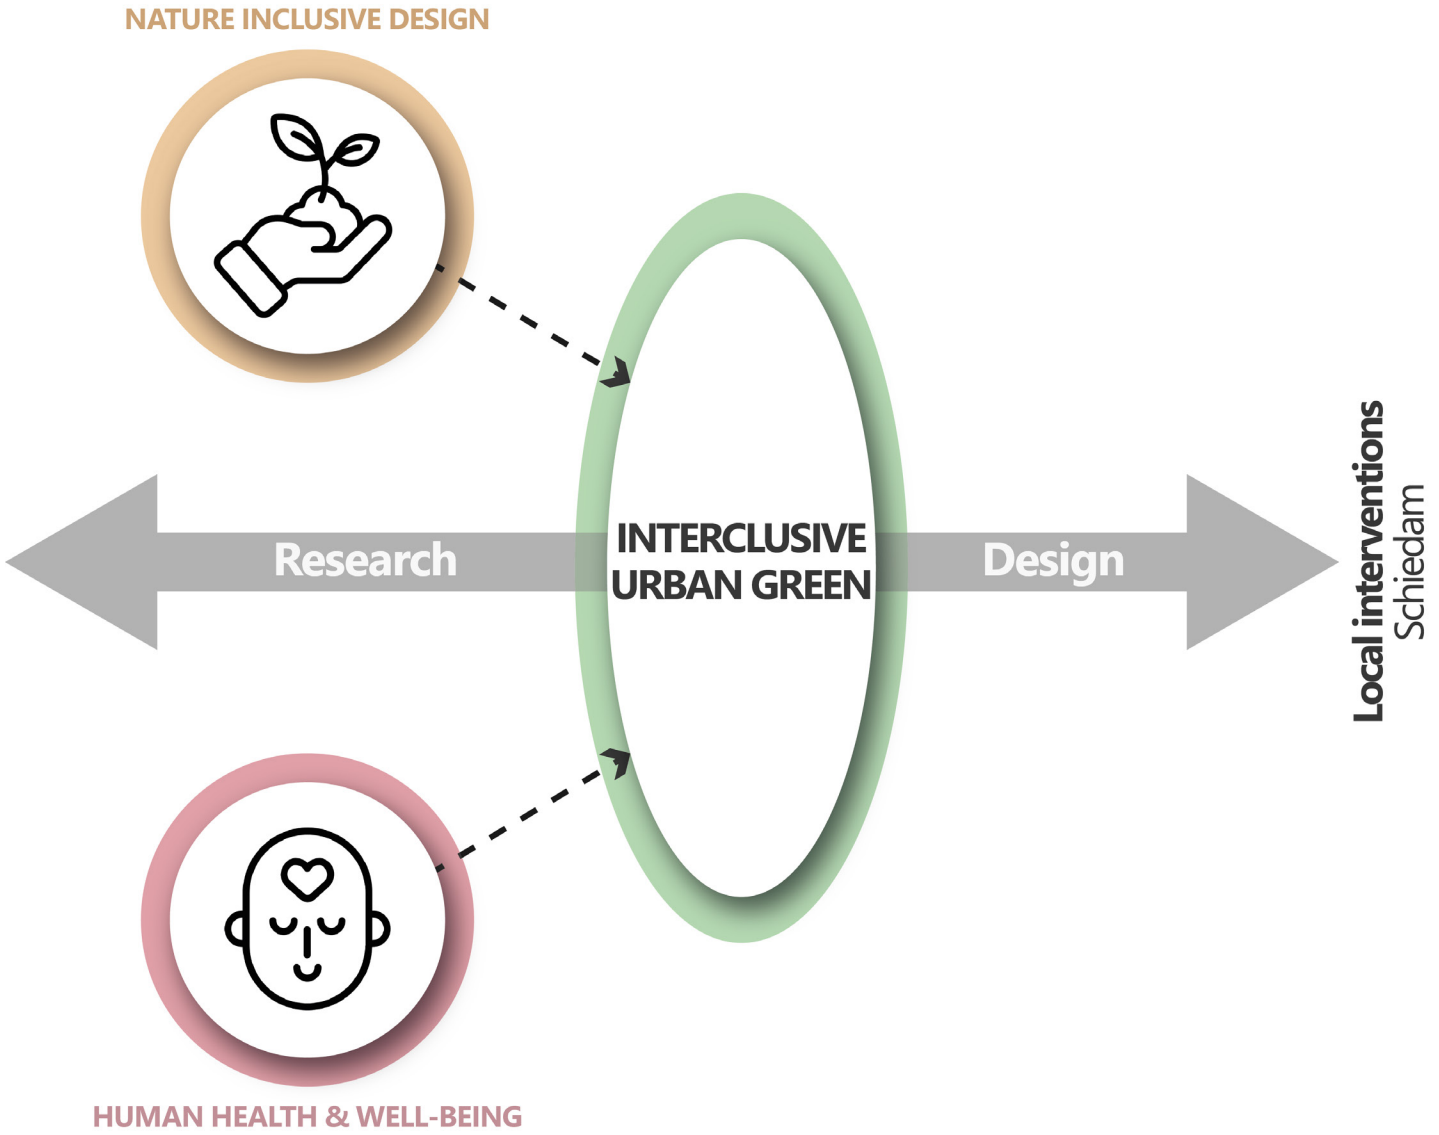 NATURE INCLUSIVE DESIGN
Research
INTERCLUSIVE
URBAN GREEN
Design
Local interventions
Schiedam
HUMAN HEALTH & WELL-BEING